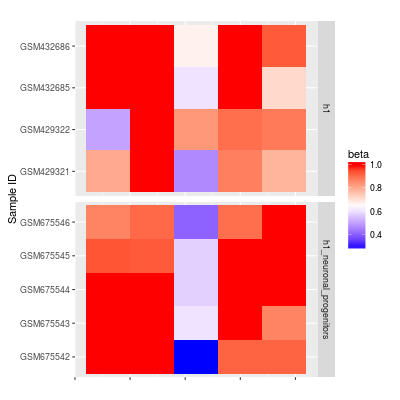 Sample ID
GSM432686
GSM432685
GSM429322
GSM429321
h1
GSM675546
GSM675545
GSM675544
GSM675543
GSM675542
h1_neuronal_progenitors
beta
1.0
0.8
0.6
0.4